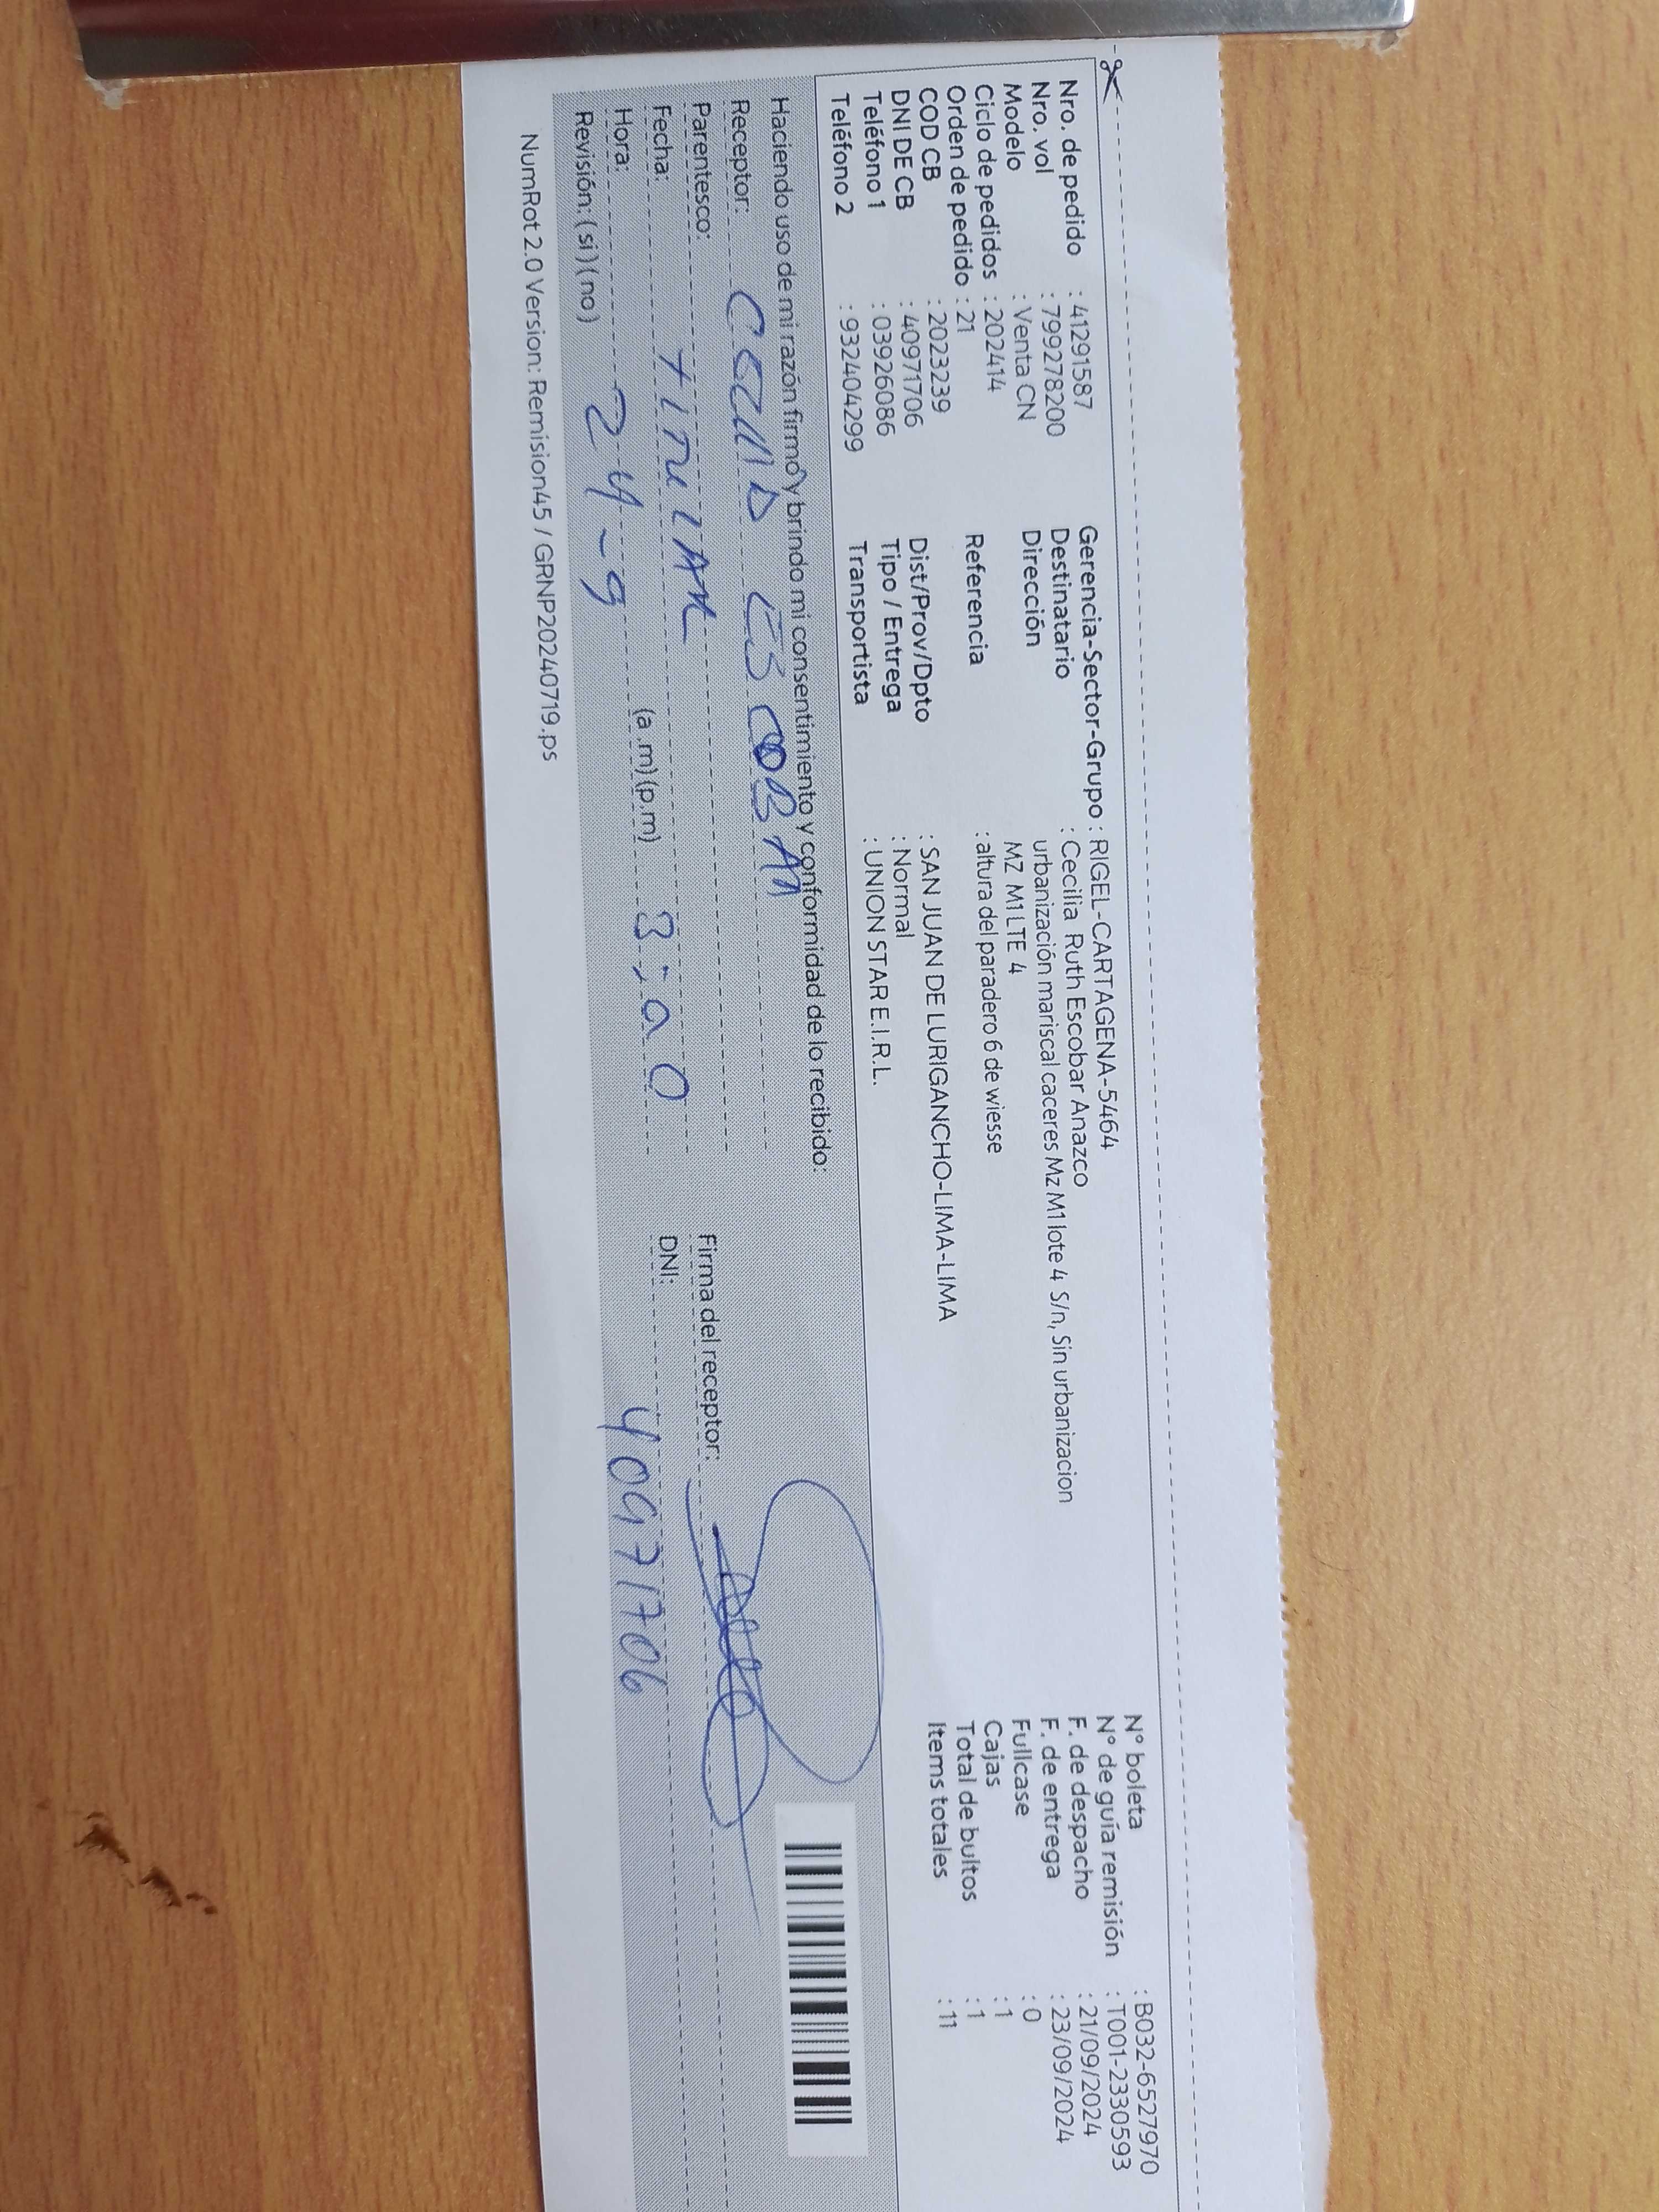 Nro. de pedido : 41291587
Nro. vol : 799278200
Modelo : Venta CN
Ciclo de pedidos : 202414
Orden de pedido : 21
COD CB : 2023239
DNI DE CB : 40971706
Teléfono 1 : 039260​86
Teléfono 2 : 932404299
Gerencia-Sector-Grupo : RIGEL-CARTAGENA-5464
Destinatario : Cecilia Ruth Escobar Anazco
Dirección urbanización mariscal caceres Mz M1 lote 4 S/n, Sin urbanizacion
MZ M1 LTE 4
Referencia : altura del paradero 6 de wiesse
Dist/Prov/Dpto : SAN JUAN DE LURIGANCHO-LIMA-LIMA
Tipo / Entrega : Normal
Transportista : UNION STAR E.I.R.L.
N° boleta : B032-6527970
N° de guía remisión : T001-2330593
F. de despacho : 21/09/2024
F. de entrega : 23/09/2024
Fullcase : 0
Cajas : 1
Total de bultos : 1
Items totales : 11
Haciendo uso de mi razón firmo y brindo mi consentimiento y conformidad de lo recibido:
Receptor: ESCOBAR
Parentesco: TITULAR
Fecha: 24-9
Hora: (a.m)(p.m) 3:00
Revisión: (si)(no)
Firma del receptor:
DNI: 40971706
NumRot 2.0 Version: Remision45 / GRNP20240719.ps